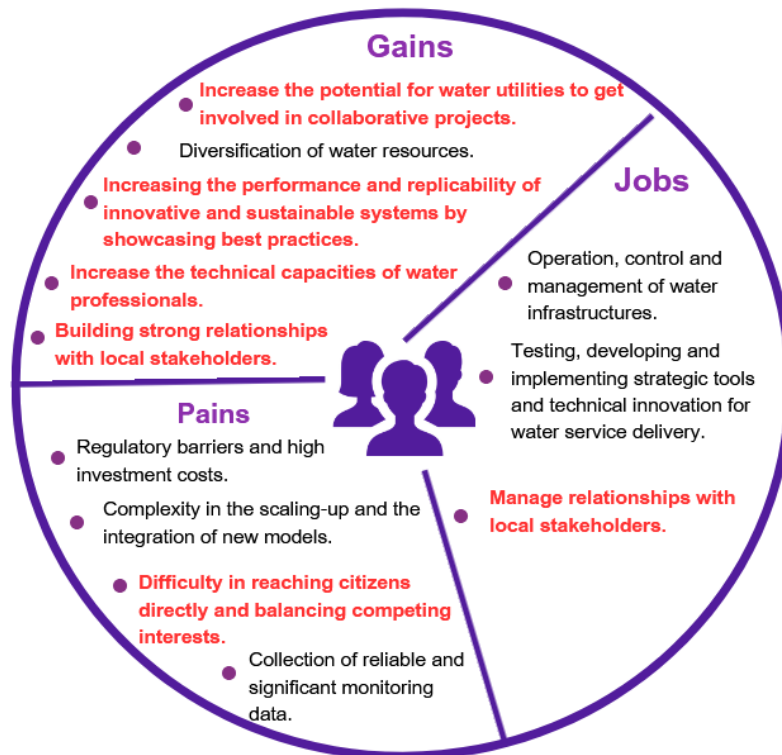 Gains
Increase the potential for water utilities to get
involved in collaborative projects.
Diversification of water resources.
Increasing the performance and replicability of
innovative and sustainable systems by
showcasing best practices.
Increase the technical capacities of water
professionals.
Building strong relationships
with local stakeholders.
Jobs
Operation, control and
management of water
infrastructures.
Testing, developing and
implementing strategic tools
and technical innovation for
water service delivery.
Manage relationships with
local stakeholders.
Pains
Regulatory barriers and high
investment costs.
Complexity in the scaling-up and the
integration of new models.
Difficulty in reaching citizens
directly and balancing competing
interests.
Collection of reliable and
significant monitoring
data.